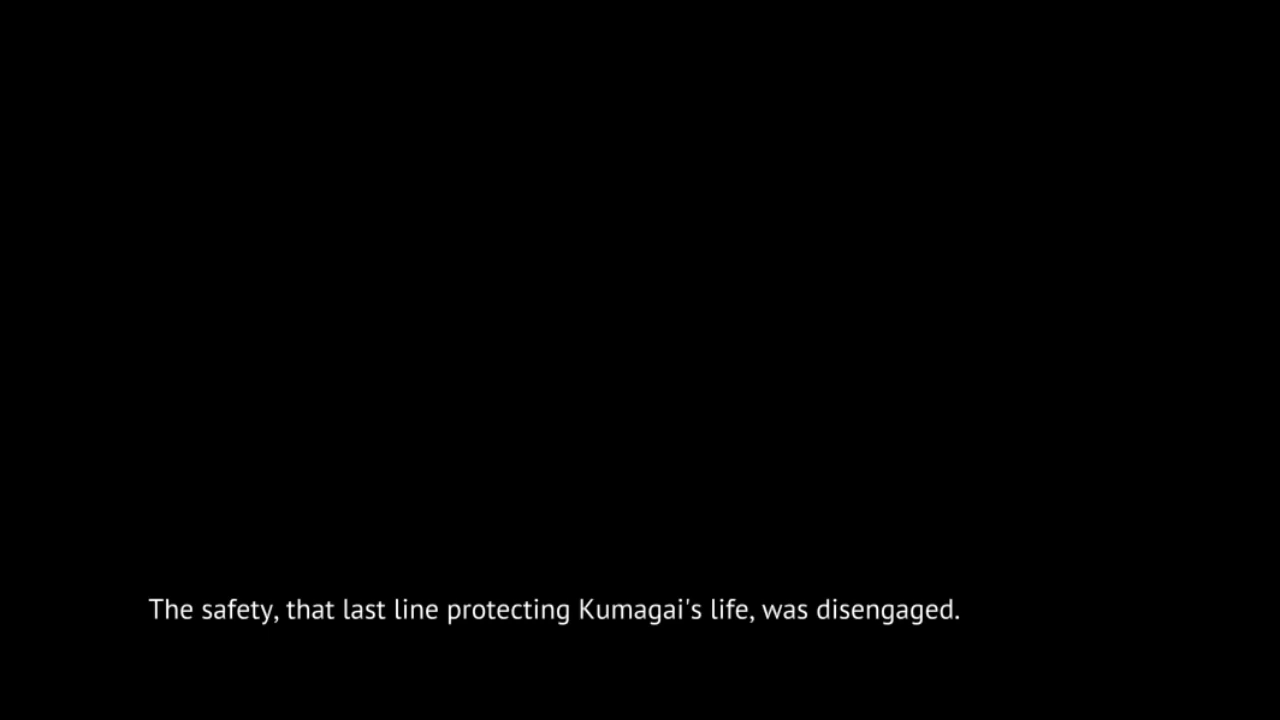 The safety, that last line protecting Kumagai's life, was disengaged.